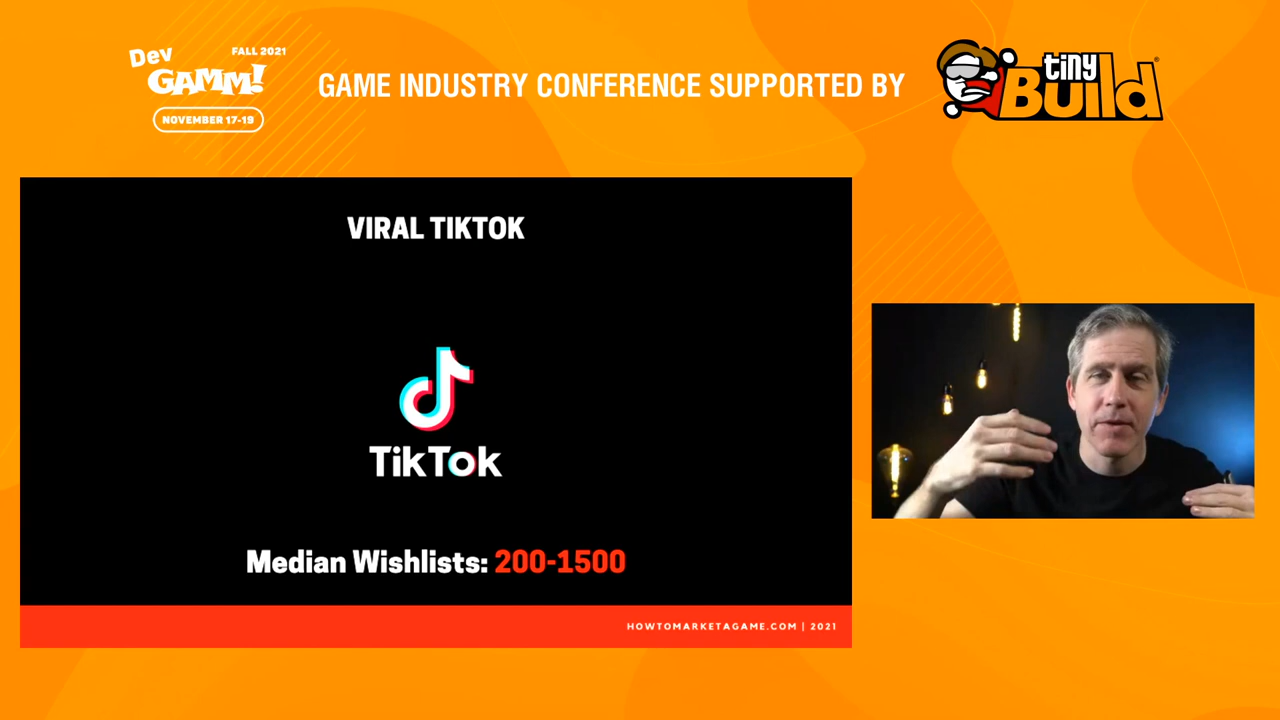 Dev
GAMM!
FALL 2021
NOVEMBER 17-19
GAME INDUSTRY CONFERENCE SUPPORTED BY
tiny
Build
VIRAL TIKTOK
TikTok
Median Wishlists: 200-1500
HOWTOMARKETAGAME.COM | 2021